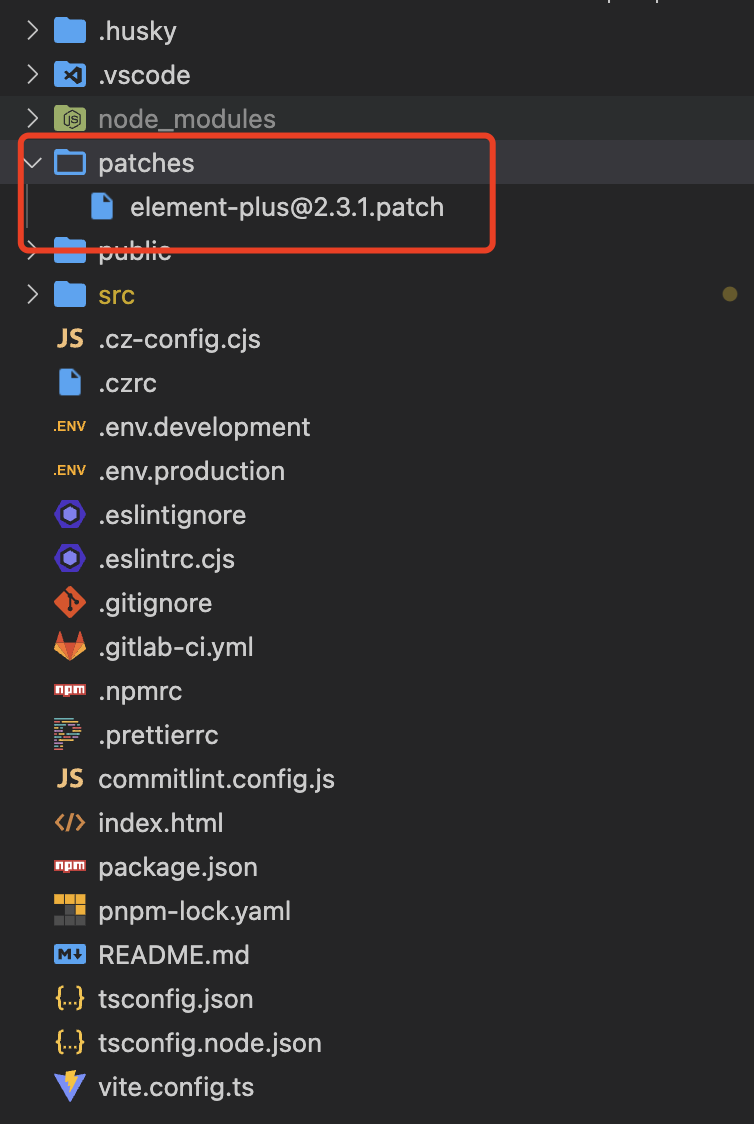 .husky
.vscode
node_modules
patches
element-plus@2.3.1.patch
public
src
JS .cz-config.cjs
.czrc
.ENV .env.development
.ENV .env.production
.eslintignore
.eslintrc.cjs
.gitignore
.gitlab-ci.yml
npm .npmrc
.prettierrc
JS commitlint.config.js
</> index.html
npm package.json
pnpm-lock.yaml
M README.md
{...} tsconfig.json
{...} tsconfig.node.json
vite.config.ts